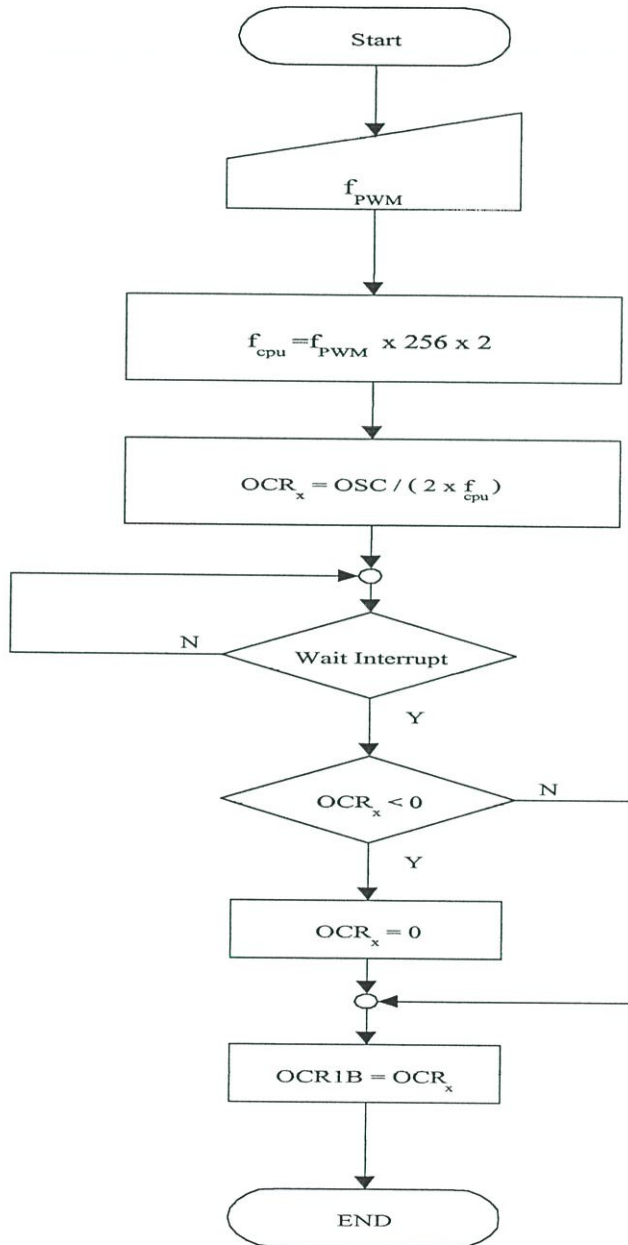 Start
f_PWM
f_cpu =f_PWM x 256 x 2
OCR_x = OSC / ( 2 x f_cpu )
N
Wait Interrupt
Y
OCR_x < 0
N
Y
OCR_x = 0
OCR1B = OCR_x
END